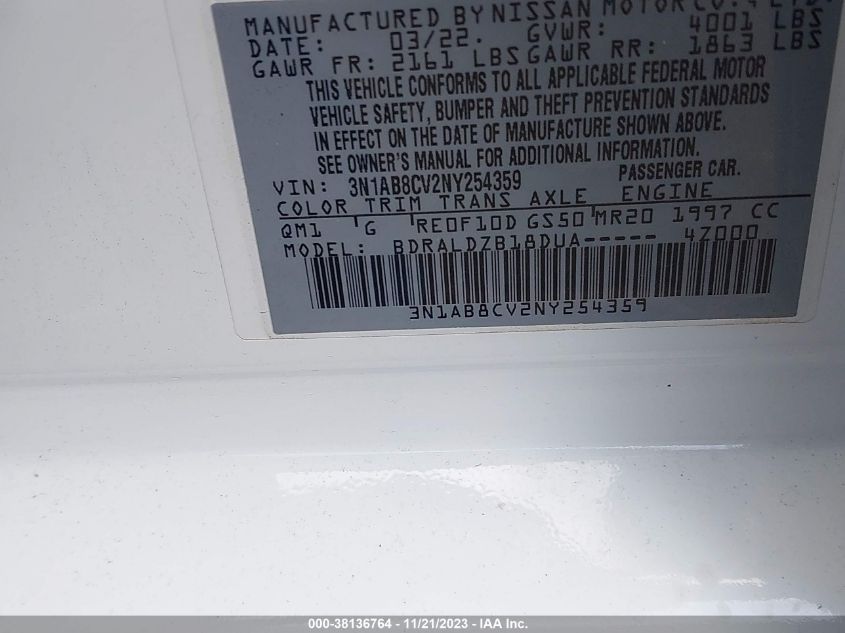 MANUFACTURED BY NISSAN MOTOR CO., LTD.
DATE: 03/22. GVWR: 4001 LBS
GAWR FR: 2161 LBS GAWR RR: 1863 LBS
THIS VEHICLE CONFORMS TO ALL APPLICABLE FEDERAL MOTOR
VEHICLE SAFETY, BUMPER AND THEFT PREVENTION STANDARDS
IN EFFECT ON THE DATE OF MANUFACTURE SHOWN ABOVE.
SEE OWNER'S MANUAL FOR ADDITIONAL INFORMATION.
VIN: 3N1AB8CV2NY254359 PASSENGER CAR.
COLOR TRIM TRANS AXLE ENGINE
QM1 G RE0F10D GS50 MR20 1997 CC
MODEL: BDRALDZB18DUA----- 4Z000
3N1AB8CV2NY254359
000-38136764 - 11/21/2023 - IAA Inc.